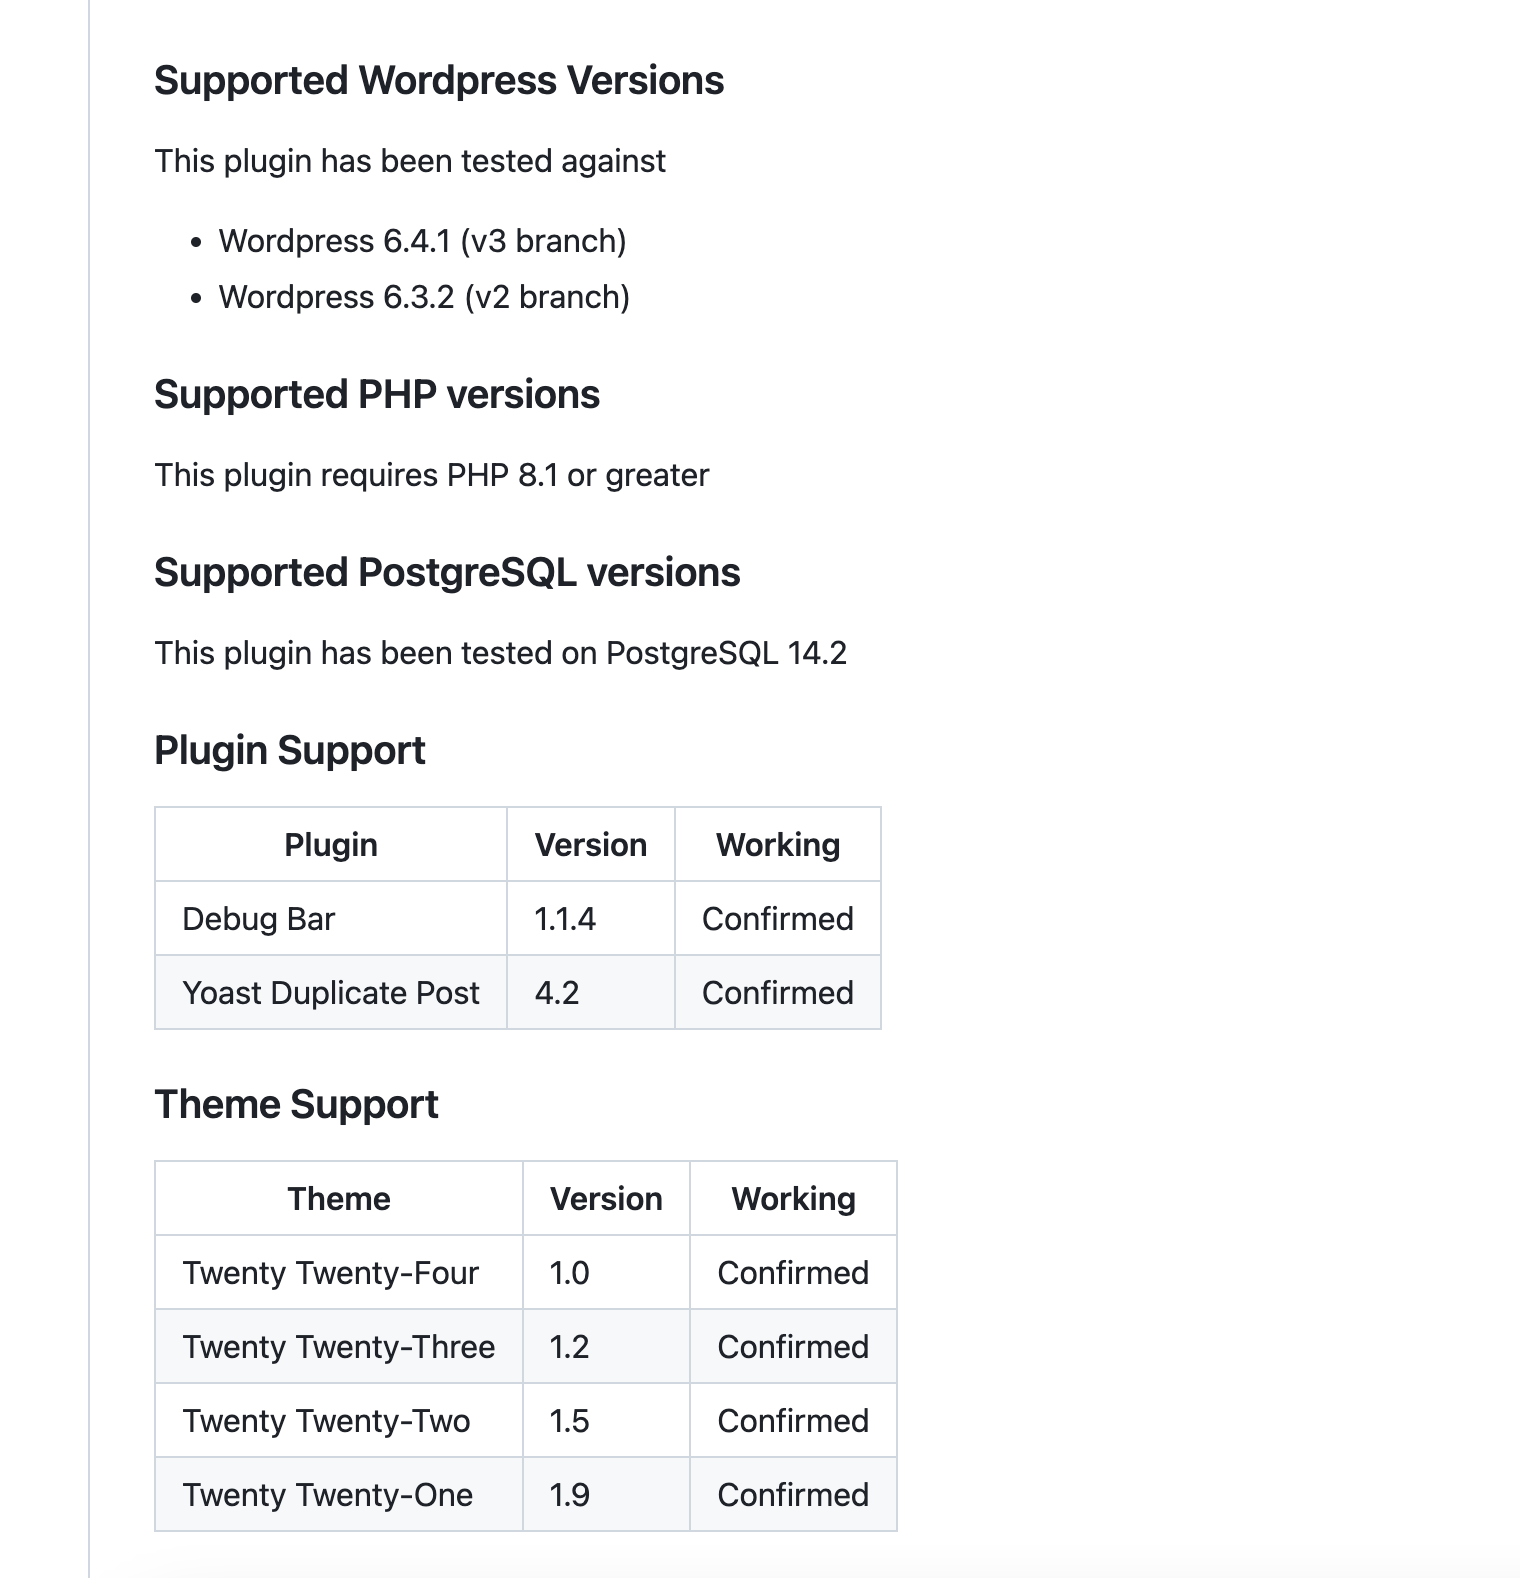 Supported Wordpress Versions
This plugin has been tested against
• Wordpress 6.4.1 (v3 branch)
• Wordpress 6.3.2 (v2 branch)
Supported PHP versions
This plugin requires PHP 8.1 or greater
Supported PostgreSQL versions
This plugin has been tested on PostgreSQL 14.2
Plugin Support
Plugin Version Working
Debug Bar 1.1.4 Confirmed
Yoast Duplicate Post 4.2 Confirmed
Theme Support
Theme Version Working
Twenty Twenty-Four 1.0 Confirmed
Twenty Twenty-Three 1.2 Confirmed
Twenty Twenty-Two 1.5 Confirmed
Twenty Twenty-One 1.9 Confirmed